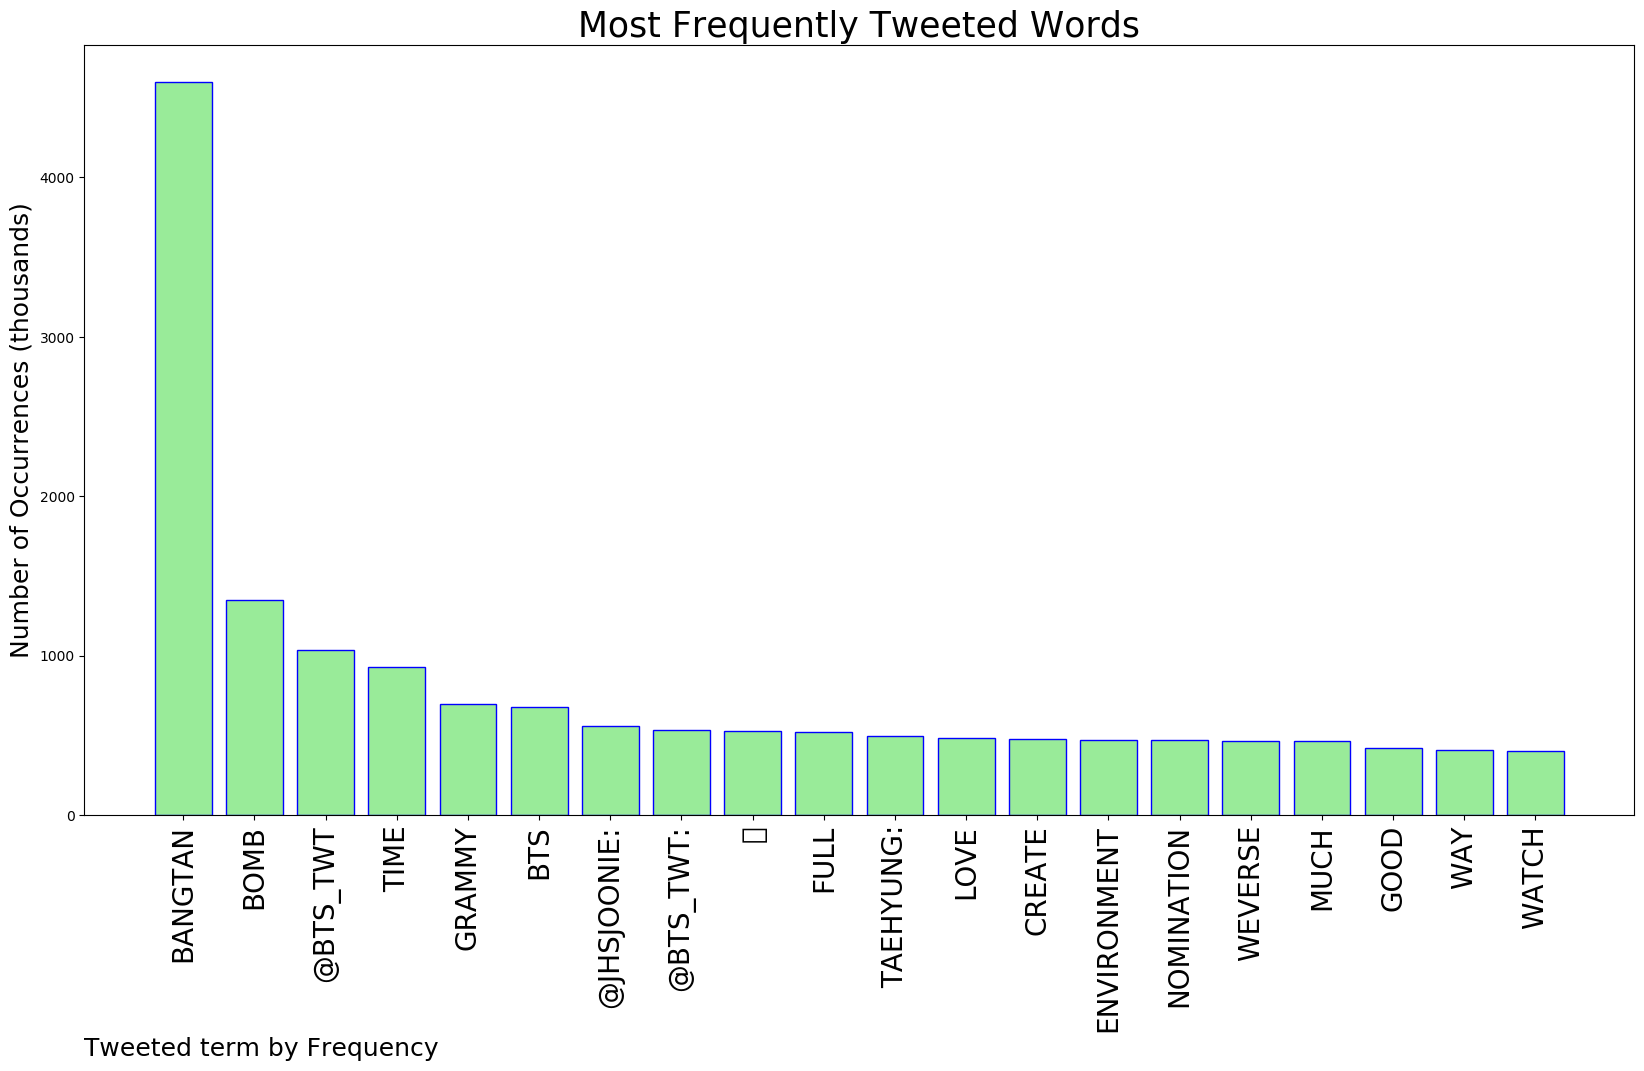 Most Frequently Tweeted Words
Number of Occurrences (thousands)
4000
3000
2000
1000
0
BANGTAN
BOMB
@BTS_TWT
TIME
GRAMMY
BTS
@JHSJOONIE:
@BTS_TWT:
FULL
TAEHYUNG:
LOVE
CREATE
ENVIRONMENT
NOMINATION
WEVERSE
MUCH
GOOD
WAY
WATCH
Tweeted term by Frequency